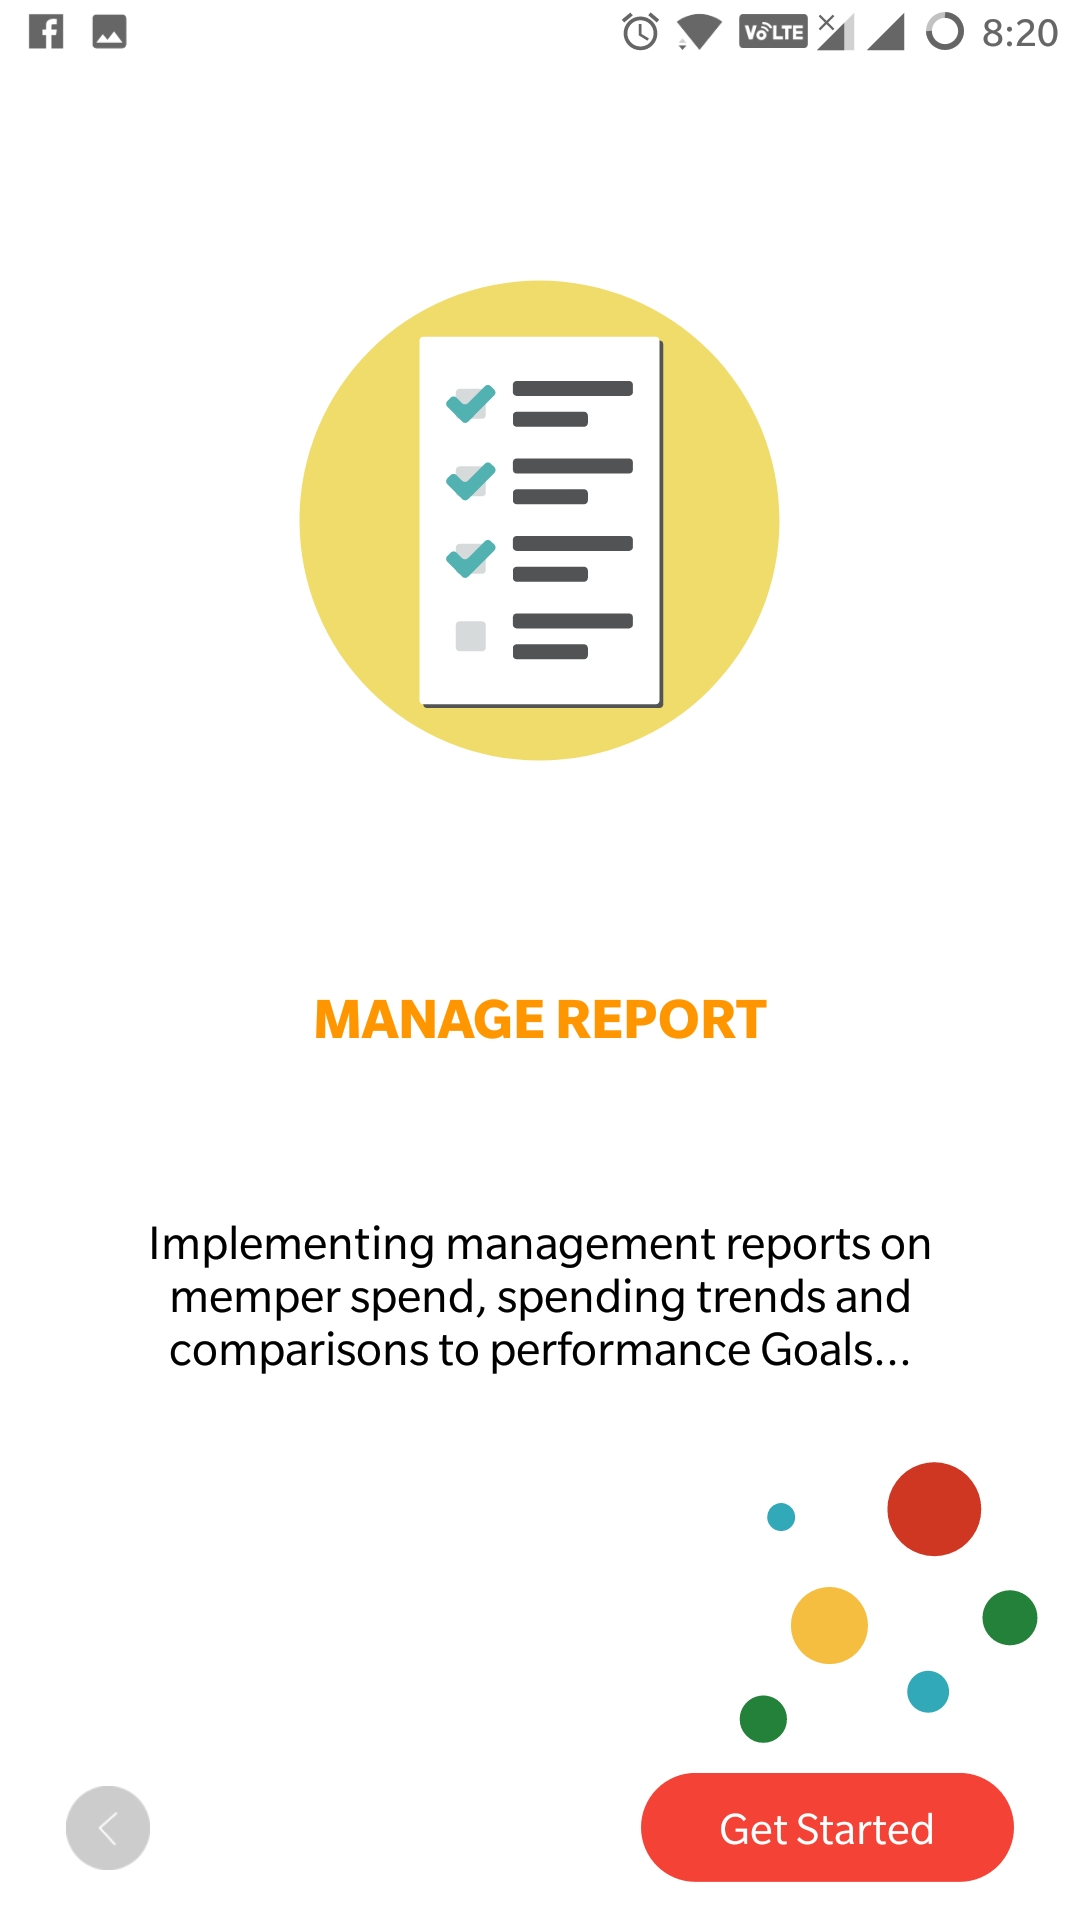 VoLTE 8:20
MANAGE REPORT
Implementing management reports on
memper spend, spending trends and
comparisons to performance Goals...
Get Started